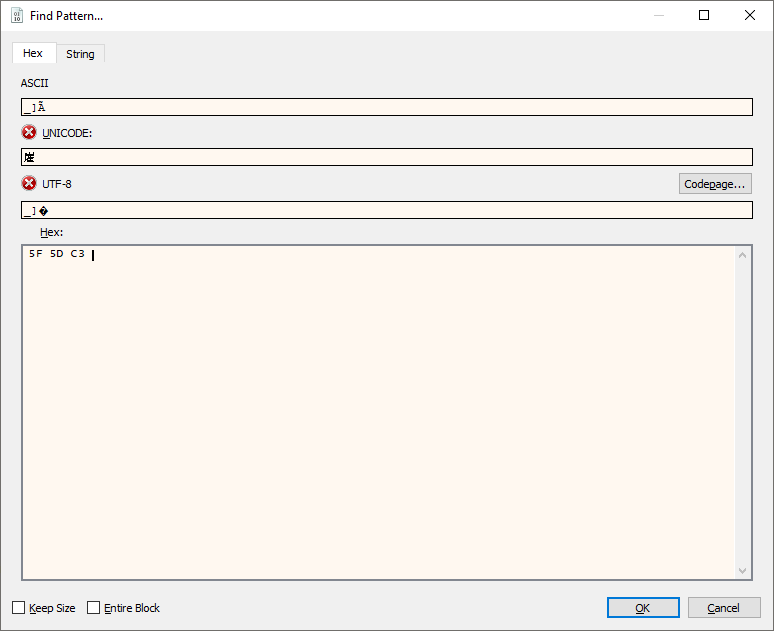 Find Pattern...
Hex
String
ASCII
_]Ã
UNICODE:
嵟
UTF-8
Codepage...
_]�
Hex:
5F 5D C3
Keep Size
Entire Block
OK
Cancel